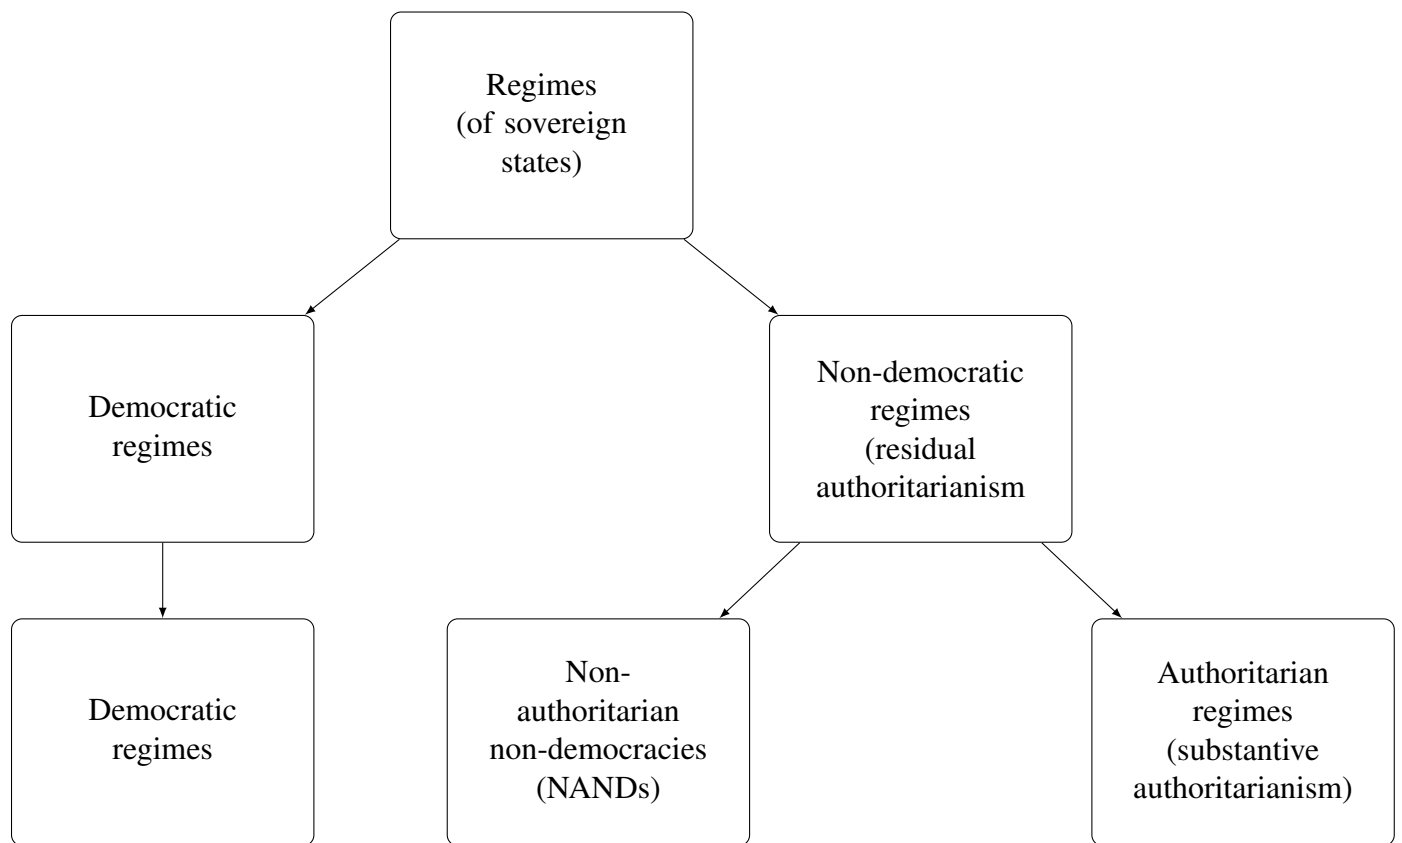 Regimes
(of sovereign
states)
Democratic
regimes
Non-democratic
regimes
(residual
authoritarianism
Democratic
regimes
Non-
authoritarian
non-democracies
(NANDs)
Authoritarian
regimes
(substantive
authoritarianism)